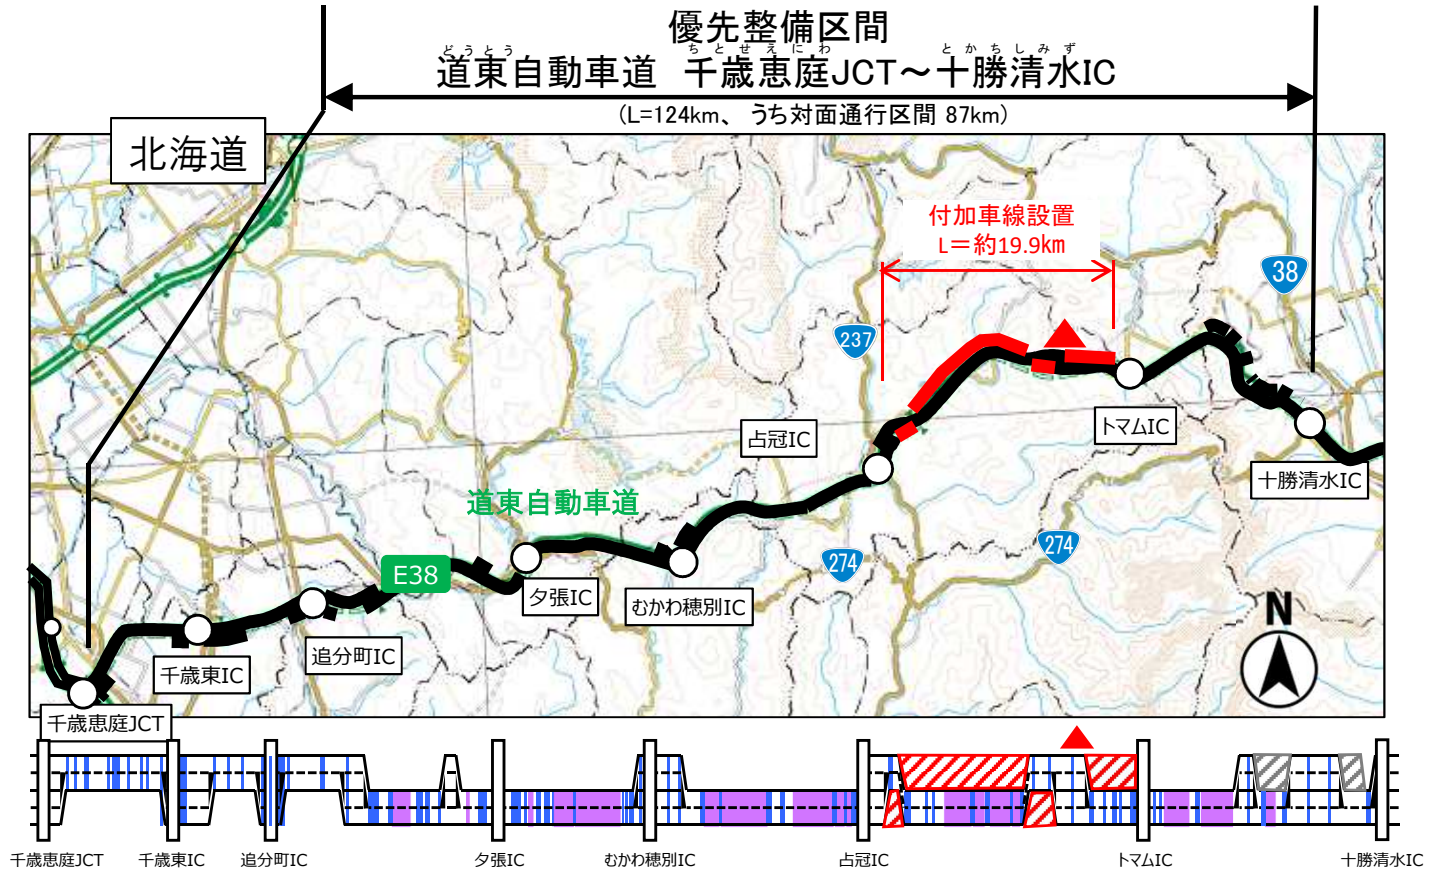 優先整備区間
どうとう ちとせえにわ とかちしみず
道東自動車道 千歳恵庭JCT～十勝清水IC
(L=124km、うち対面通行区間 87km)
北海道
付加車線設置
L＝約19.9km
38
237
占冠IC
トマムIC
十勝清水IC
道東自動車道
274
274
E38
夕張IC
むかわ穂別IC
追分町IC
千歳東IC
千歳恵庭JCT
N
千歳恵庭JCT 千歳東IC 追分町IC 夕張IC むかわ穂別IC 占冠IC トマムIC 十勝清水IC